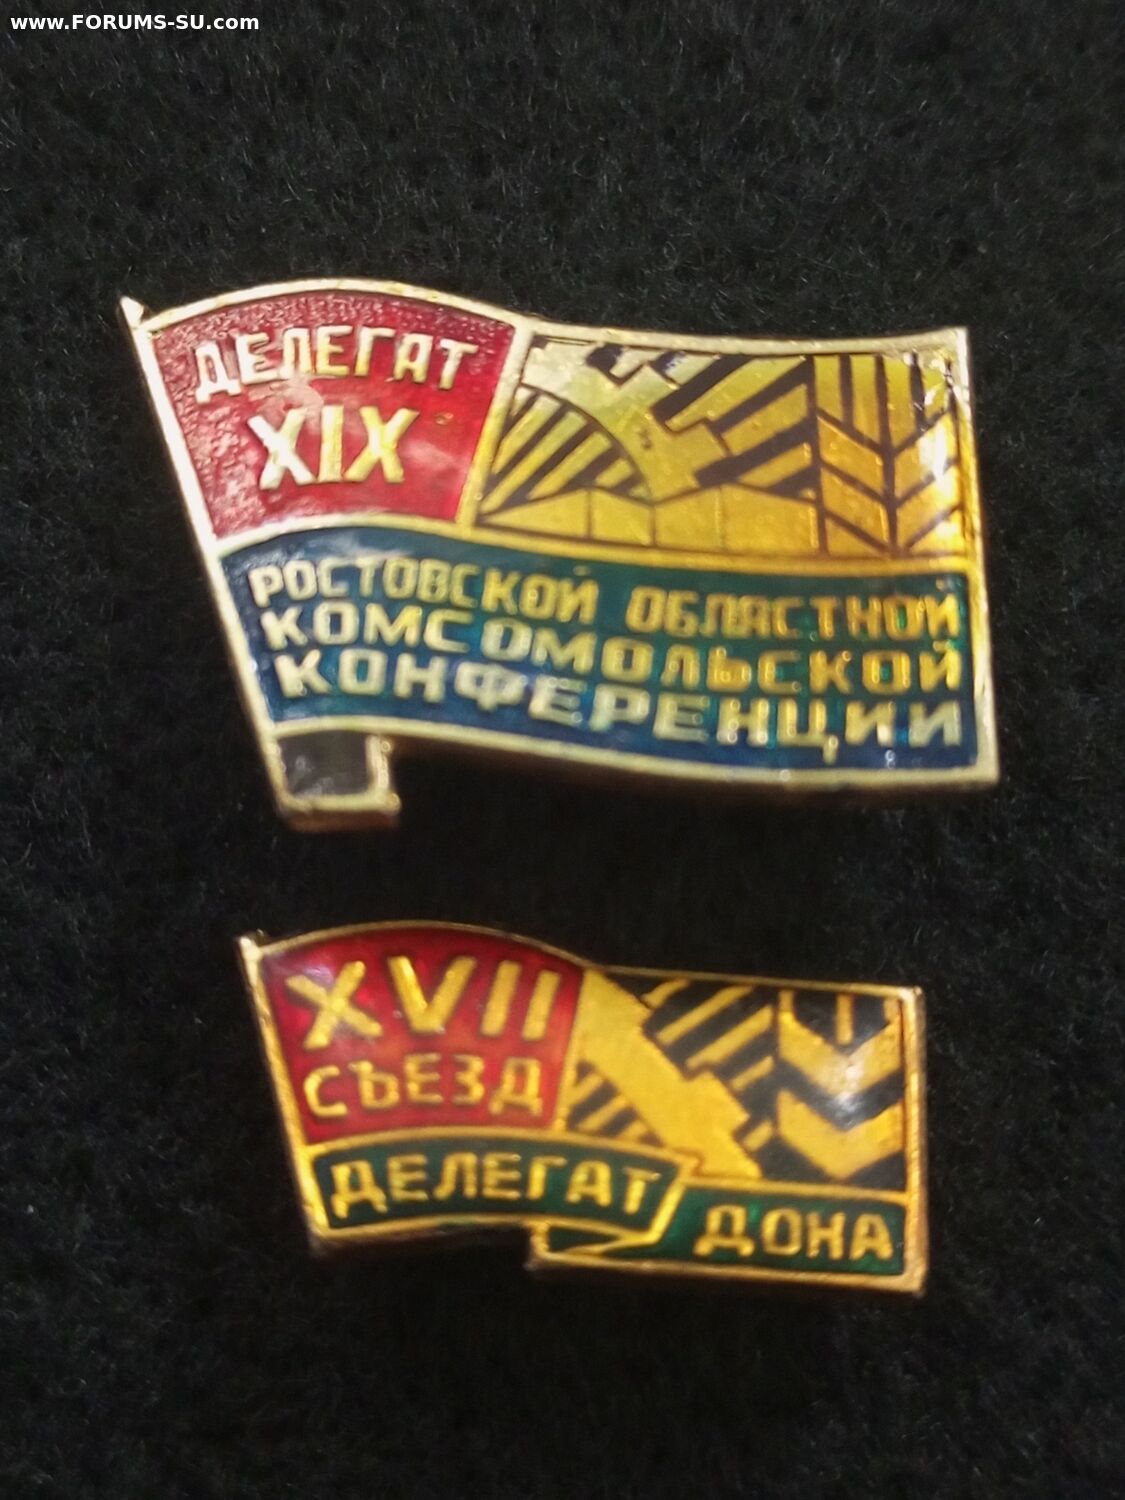 www.FORUMS-SU.com
ДЕЛЕГАТ
XIX
РОСТОВСКОЙ ОБЛАСТНОЙ
КОМСОМОЛЬСКОЙ
КОНФЕРЕНЦИИ
XVII
СЪЕЗД
ДЕЛЕГАТ
ДОНА